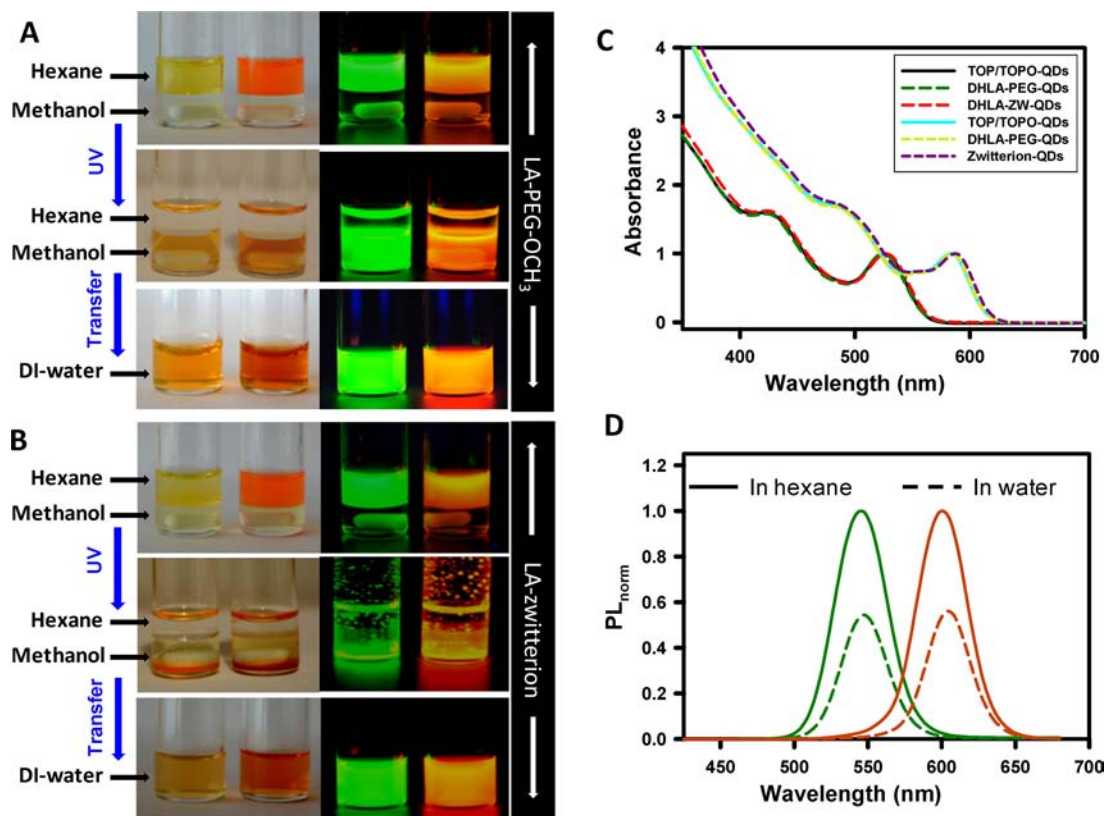 A
Hexane
Methanol
UV
Hexane
Methanol
Transfer
DI-water
LA-PEG-OCH₃
B
Hexane
Methanol
UV
Hexane
Methanol
Transfer
DI-water
LA-zwitterion
C
4
3
2
1
0
Absorbance
TOP/TOPO-QDs
DHLA-PEG-QDs
DHLA-ZW-QDs
TOP/TOPO-QDs
DHLA-PEG-QDs
Zwitterion-QDs
400 500 600 700
Wavelength (nm)
D
1.2
1.0
0.8
0.6
0.4
0.2
0.0
PLnorm
In hexane In water
450 500 550 600 650 700
Wavelength (nm)